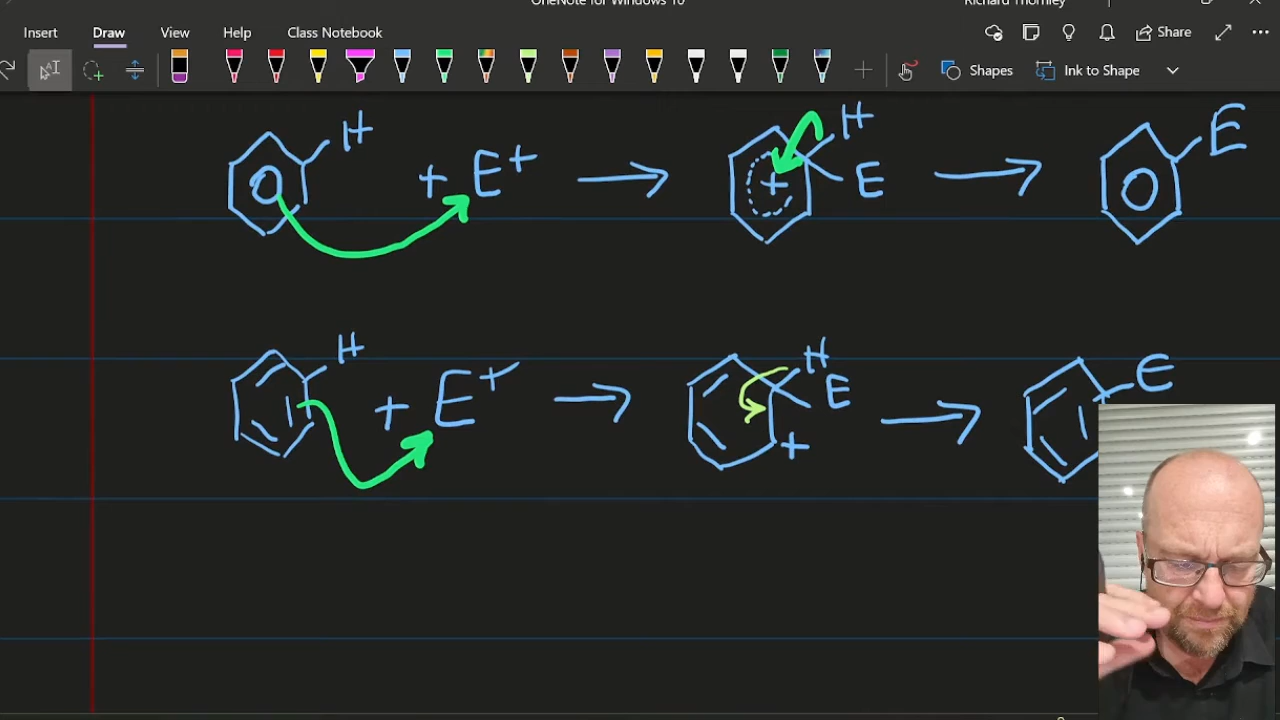 OneNote for Windows 10
Richard Thornley
Insert Draw View Help Class Notebook Share
Shapes Ink to Shape
H + E+ → + H E → E
H + E+ → H E + → E